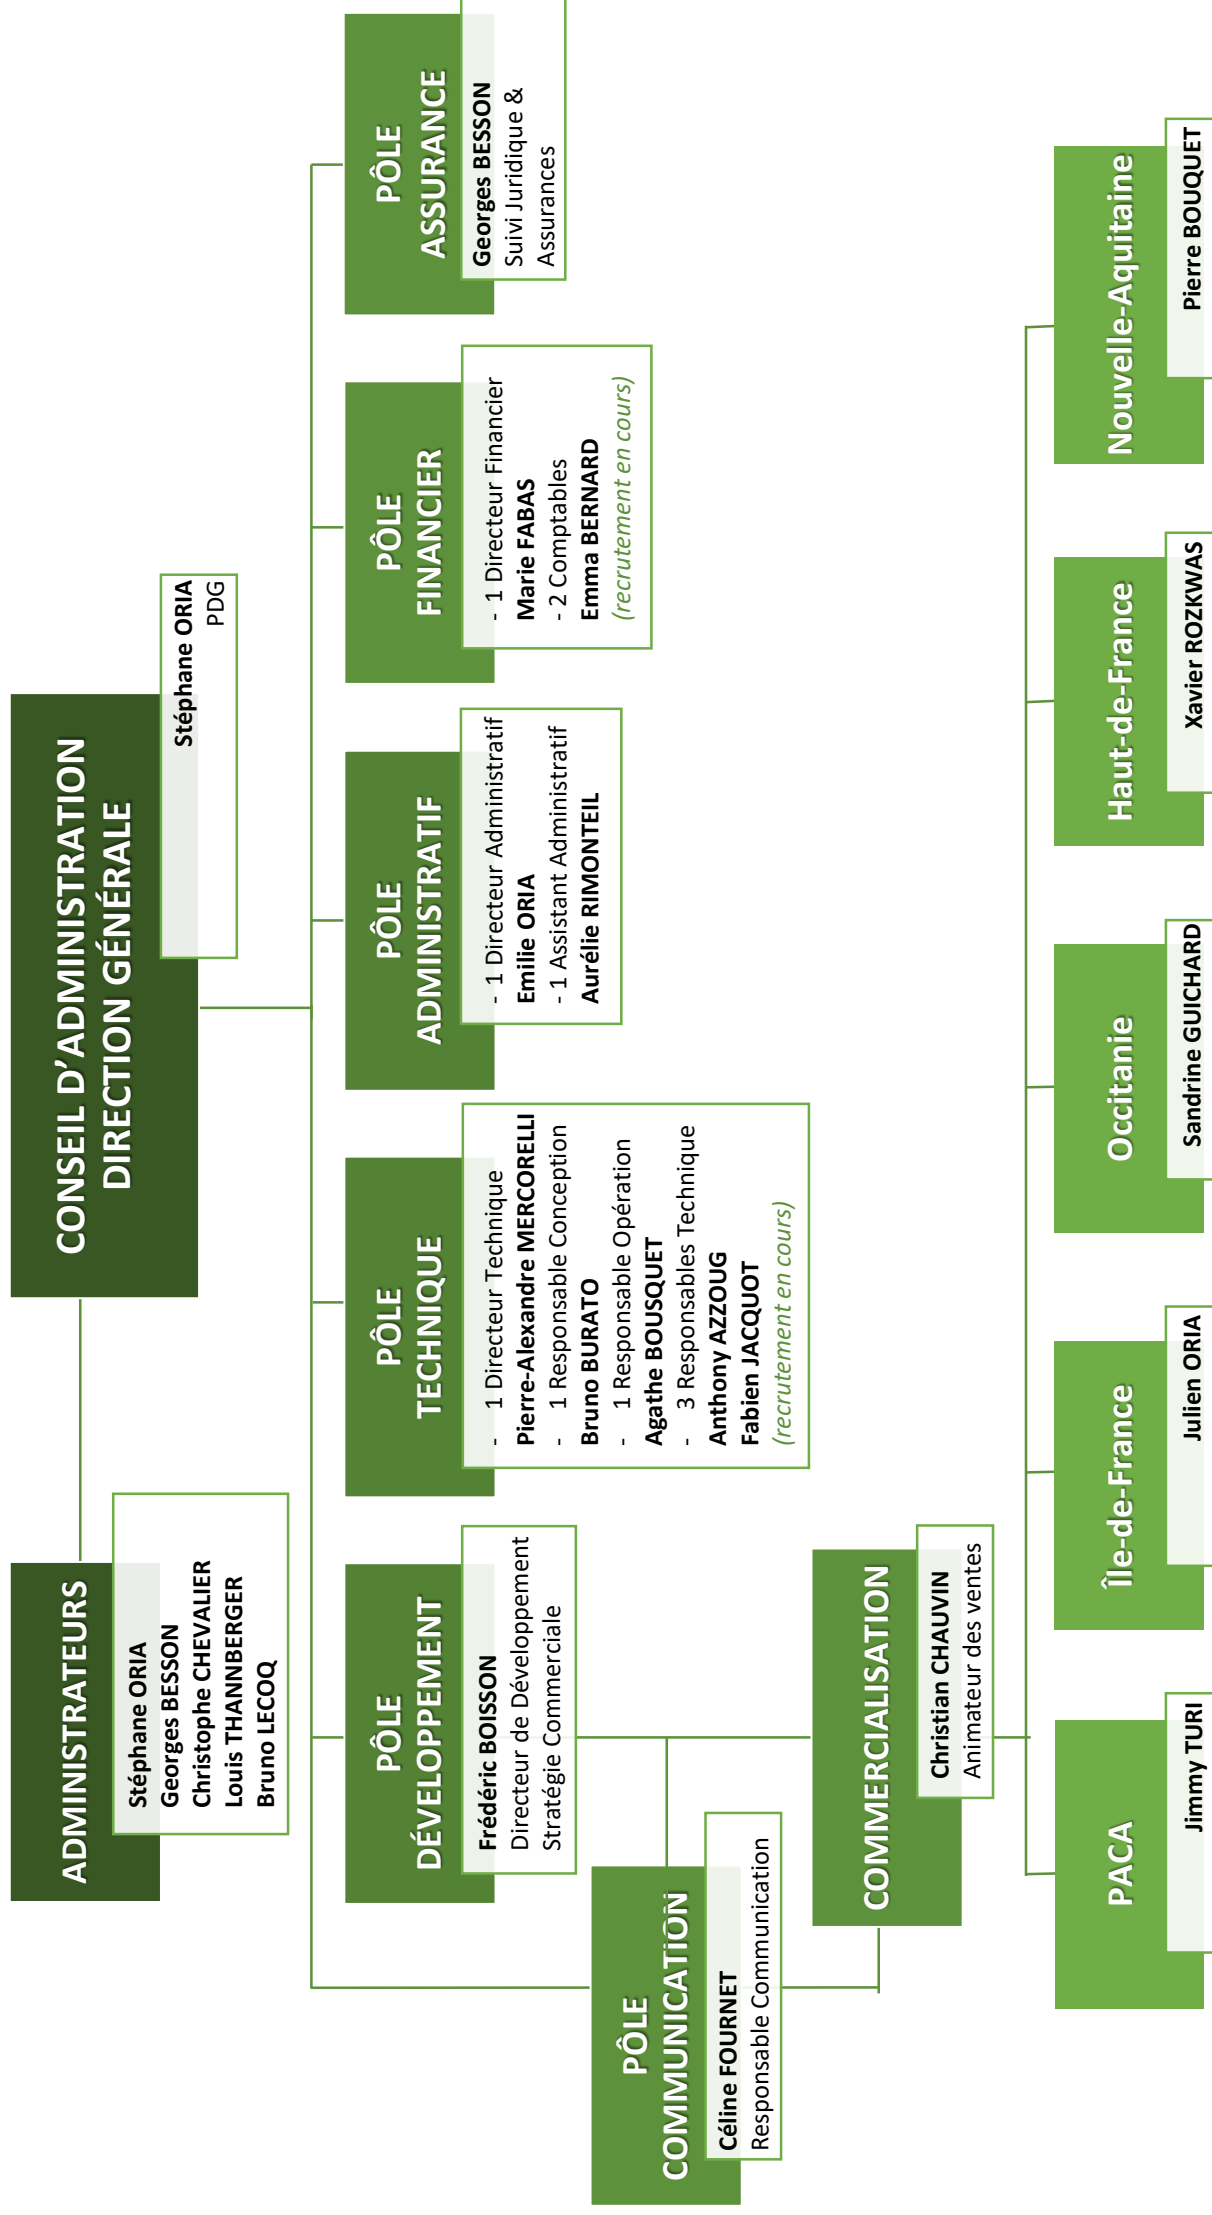 CONSEIL D’ADMINISTRATION
DIRECTION GÉNÉRALE
Stéphane ORIA
PDG
ADMINISTRATEURS
Stéphane ORIA
Georges BESSON
Christophe CHEVALIER
Louis THANNBERGER
Bruno LECOQ
PÔLE
DÉVELOPPEMENT
Frédéric BOISSON
Directeur de Développement
Stratégie Commerciale
PÔLE
TECHNIQUE
- 1 Directeur Technique
Pierre-Alexandre MERCORELLI
- 1 Responsable Conception
Bruno BURATO
- 1 Responsable Opération
Agathe BOUSQUET
- 3 Responsables Technique
Anthony AZZOUG
Fabien JACQUOT
(recrutement en cours)
PÔLE
ADMINISTRATIF
- 1 Directeur Administratif
Emilie ORIA
- 1 Assistant Administratif
Aurélie RIMONTEIL
PÔLE
FINANCIER
- 1 Directeur Financier
Marie FABAS
- 2 Comptables
Emma BERNARD
(recrutement en cours)
PÔLE
ASSURANCE
Georges BESSON
Suivi Juridique &
Assurances
PÔLE
COMMUNICATION
Céline FOURNET
Responsable Communication
COMMERCIALISATION
Christian CHAUVIN
Animateur des ventes
PACA
Jimmy TURI
Île-de-France
Julien ORIA
Occitanie
Sandrine GUICHARD
Haut-de-France
Xavier ROZKWAS
Nouvelle-Aquitaine
Pierre BOUQUET